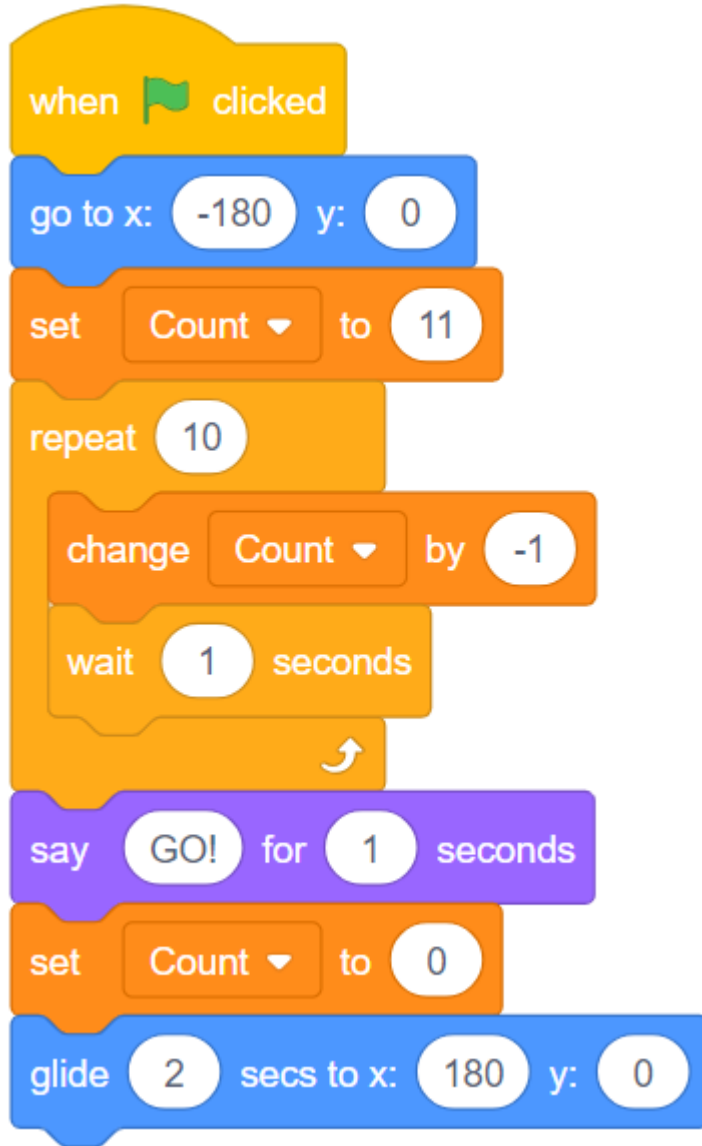 when clicked
go to x: -180 y: 0
set Count to 11
repeat 10
change Count by -1
wait 1 seconds
say GO! for 1 seconds
set Count to 0
glide 2 secs to x: 180 y: 0